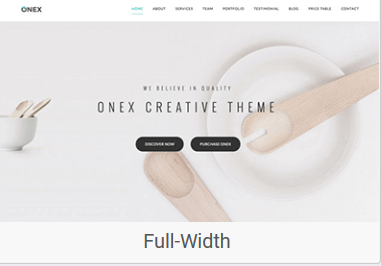 ONEX
HOME ABOUT SERVICES TEAM PORTFOLIO TESTIMONIAL BLOG PRICE TABLE CONTACT
WE BELIEVE IN QUALITY
ONEX CREATIVE THEME
DISCOVER NOW PURCHASE ONEX
Full-Width